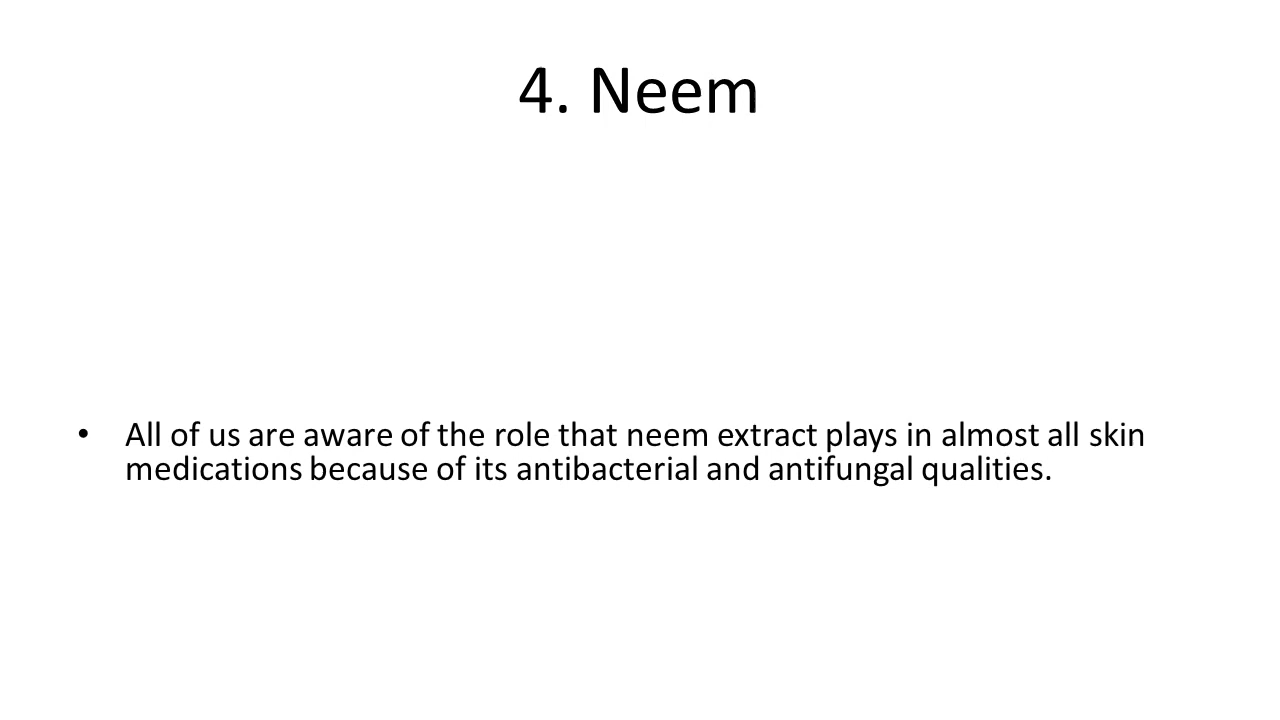 4. Neem
• All of us are aware of the role that neem extract plays in almost all skin
medications because of its antibacterial and antifungal qualities.